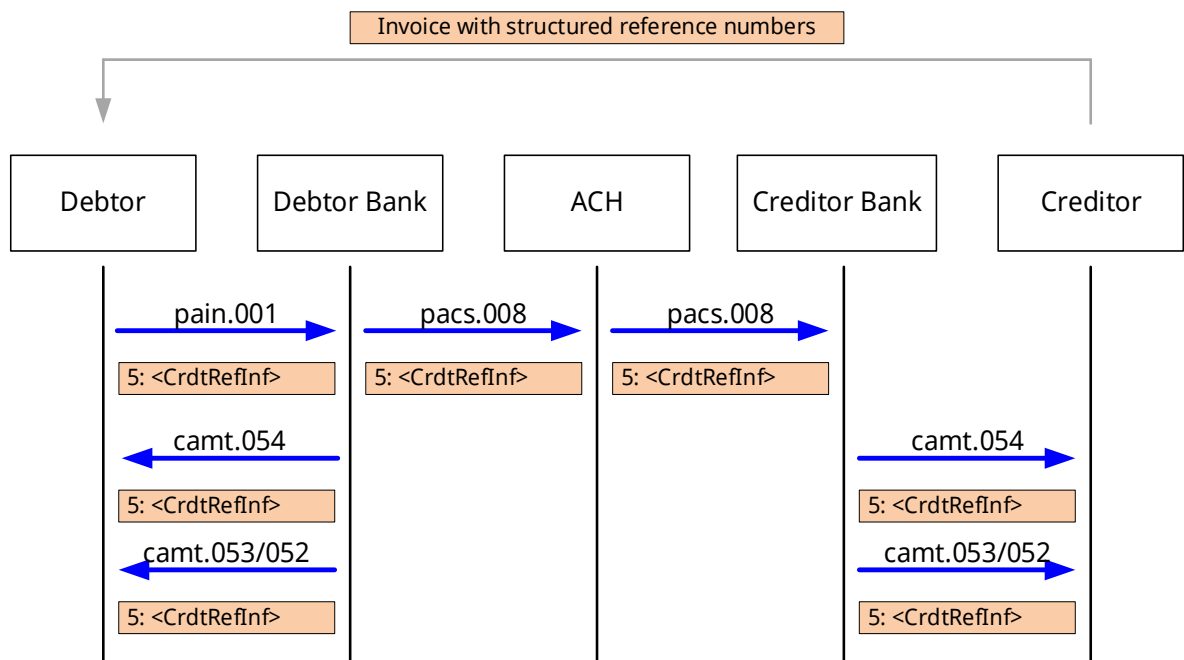 Invoice with structured reference numbers
Debtor
Debtor Bank
ACH
Creditor Bank
Creditor
pain.001
pacs.008
pacs.008
5: <CrdtRefInf>
5: <CrdtRefInf>
5: <CrdtRefInf>
camt.054
camt.054
5: <CrdtRefInf>
5: <CrdtRefInf>
camt.053/052
camt.053/052
5: <CrdtRefInf>
5: <CrdtRefInf>